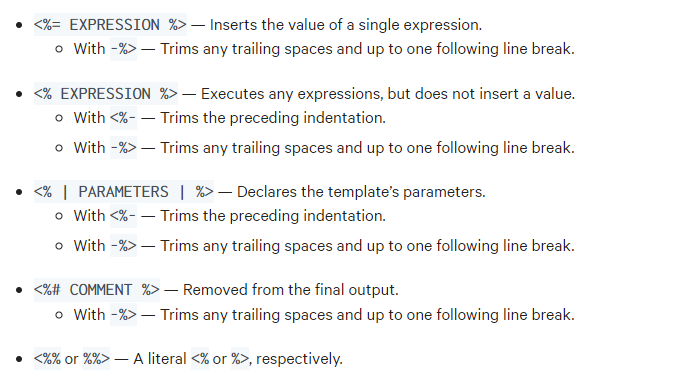 • <%= EXPRESSION %> — Inserts the value of a single expression.
◦ With -%> — Trims any trailing spaces and up to one following line break.
• <% EXPRESSION %> — Executes any expressions, but does not insert a value.
◦ With <%- — Trims the preceding indentation.
◦ With -%> — Trims any trailing spaces and up to one following line break.
• <% | PARAMETERS | %> — Declares the template’s parameters.
◦ With <%- — Trims the preceding indentation.
◦ With -%> — Trims any trailing spaces and up to one following line break.
• <%# COMMENT %> — Removed from the final output.
◦ With -%> — Trims any trailing spaces and up to one following line break.
• <%% or %%> — A literal <% or %>, respectively.